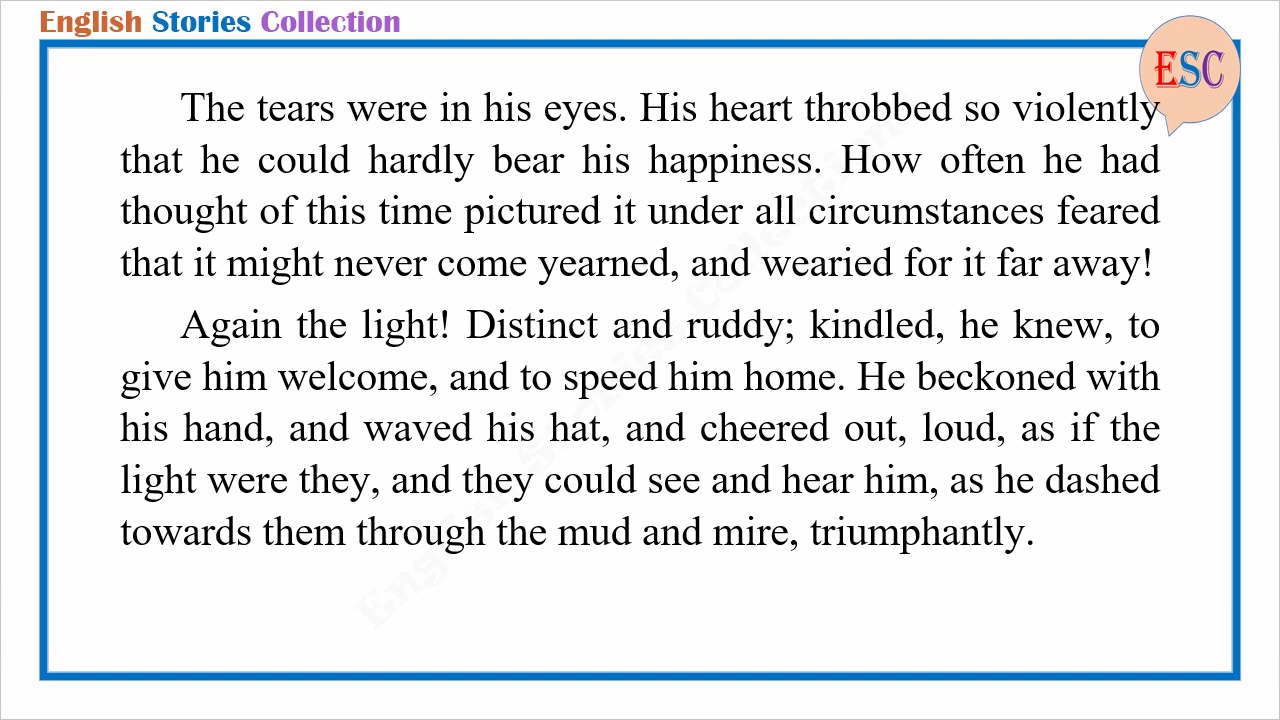 English Stories Collection
ESC
The tears were in his eyes. His heart throbbed so violently
that he could hardly bear his happiness. How often he had
thought of this time pictured it under all circumstances feared
that it might never come yearned, and wearied for it far away!
Again the light! Distinct and ruddy; kindled, he knew, to
give him welcome, and to speed him home. He beckoned with
his hand, and waved his hat, and cheered out, loud, as if the
light were they, and they could see and hear him, as he dashed
towards them through the mud and mire, triumphantly.
English Stories Collection